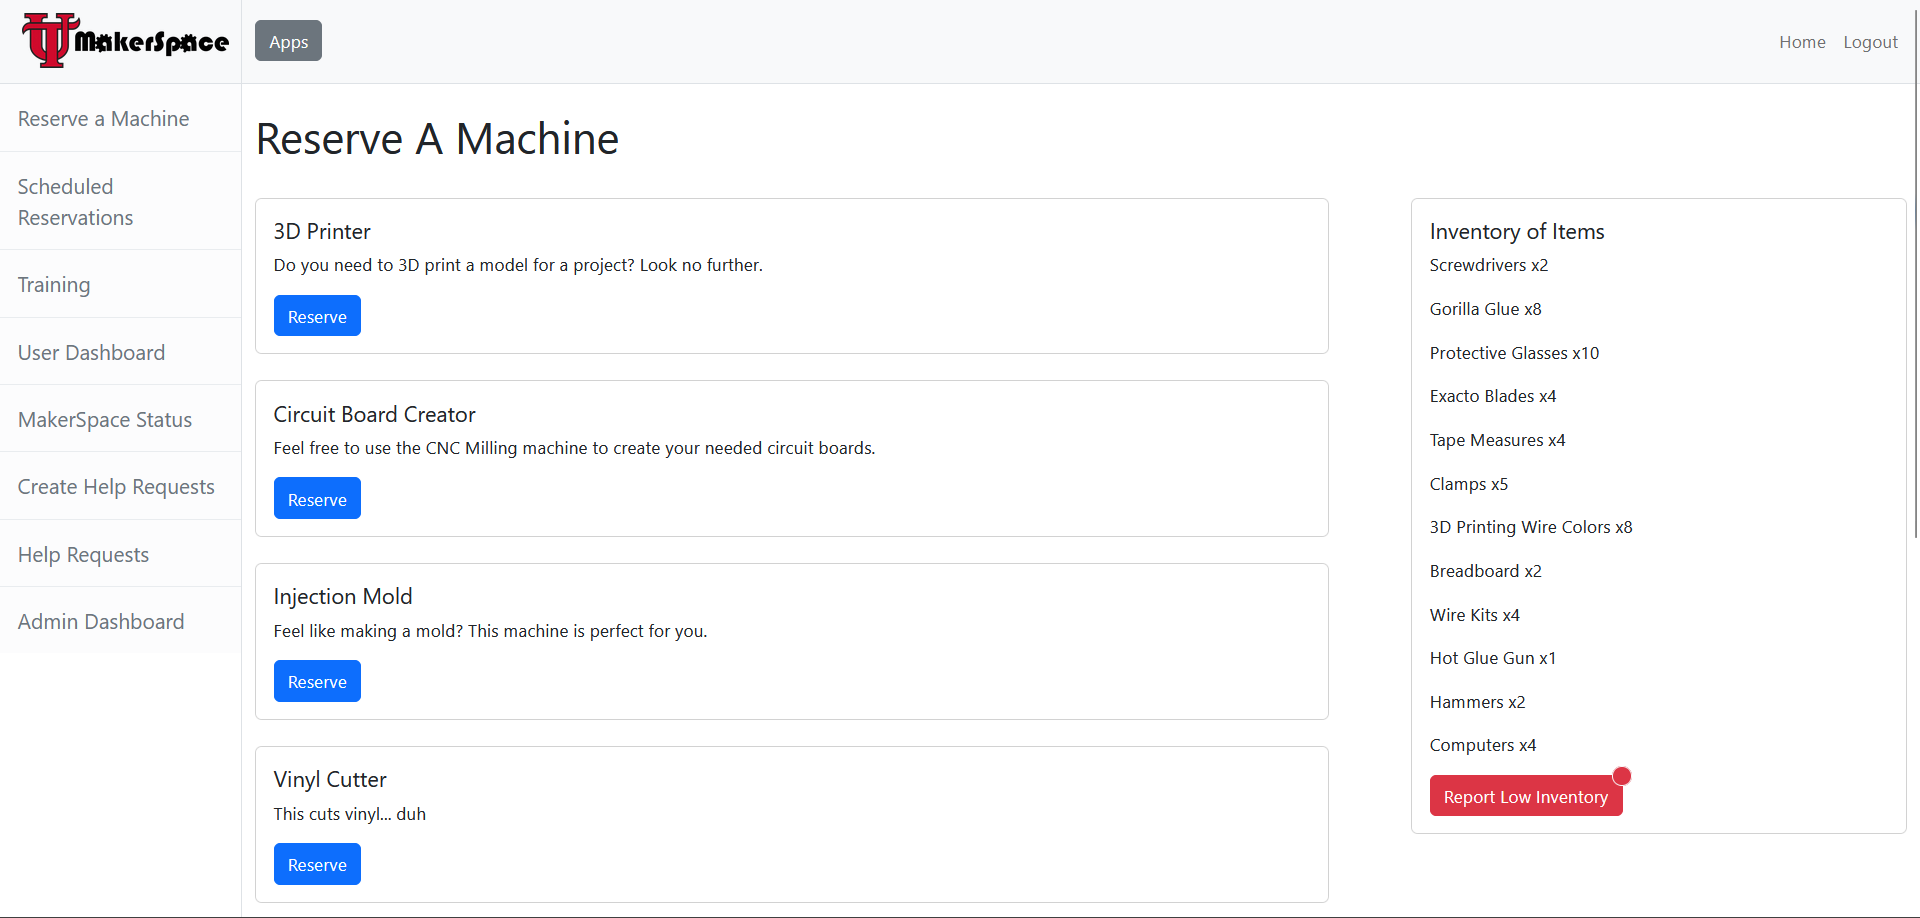 MakerSpace
Apps
Home
Logout
Reserve a Machine
Scheduled
Reservations
Training
User Dashboard
MakerSpace Status
Create Help Requests
Help Requests
Admin Dashboard
Reserve A Machine
3D Printer
Do you need to 3D print a model for a project? Look no further.
Reserve
Circuit Board Creator
Feel free to use the CNC Milling machine to create your needed circuit boards.
Reserve
Injection Mold
Feel like making a mold? This machine is perfect for you.
Reserve
Vinyl Cutter
This cuts vinyl... duh
Reserve
Inventory of Items
Screwdrivers x2
Gorilla Glue x8
Protective Glasses x10
Exacto Blades x4
Tape Measures x4
Clamps x5
3D Printing Wire Colors x8
Breadboard x2
Wire Kits x4
Hot Glue Gun x1
Hammers x2
Computers x4
Report Low Inventory